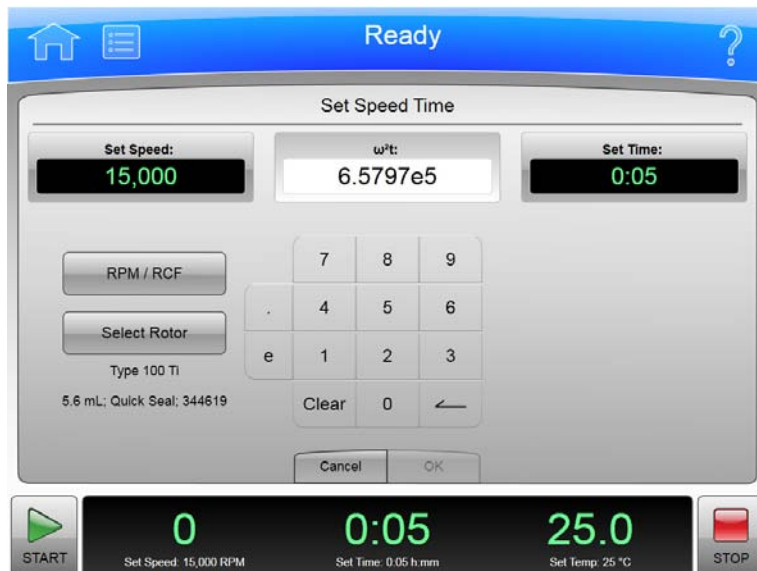 Ready
?
Set Speed Time
Set Speed:
15,000
ω²t:
6.5797e5
Set Time:
0:05
RPM / RCF
Select Rotor
Type 100 Ti
5.6 mL; Quick Seal; 344619
7 8 9
. 4 5 6
e 1 2 3
Clear 0
Cancel OK
START
0
Set Speed: 15,000 RPM
0:05
Set Time: 0:05 h:mm
25.0
Set Temp: 25 °C
STOP